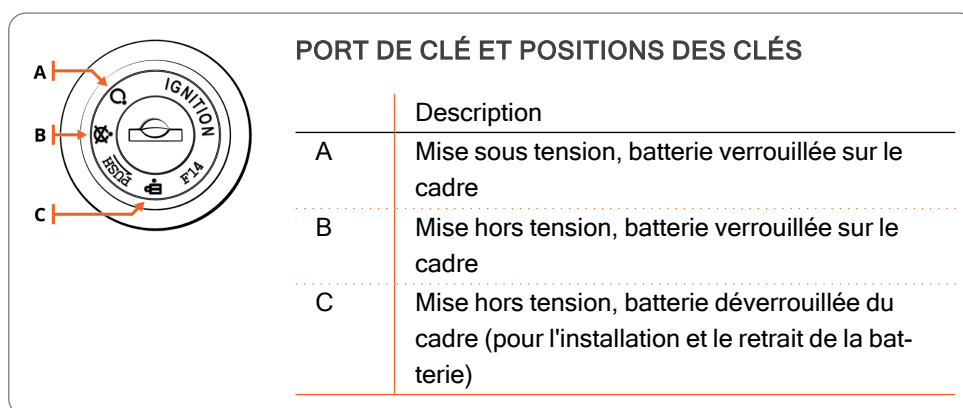 PORT DE CLÉ ET POSITIONS DES CLÉS
A
B
C
IGNITION
PUSH
F14
Description
A
Mise sous tension, batterie verrouillée sur le
cadre
B
Mise hors tension, batterie verrouillée sur le
cadre
C
Mise hors tension, batterie déverrouillée du
cadre (pour l'installation et le retrait de la bat-
terie)